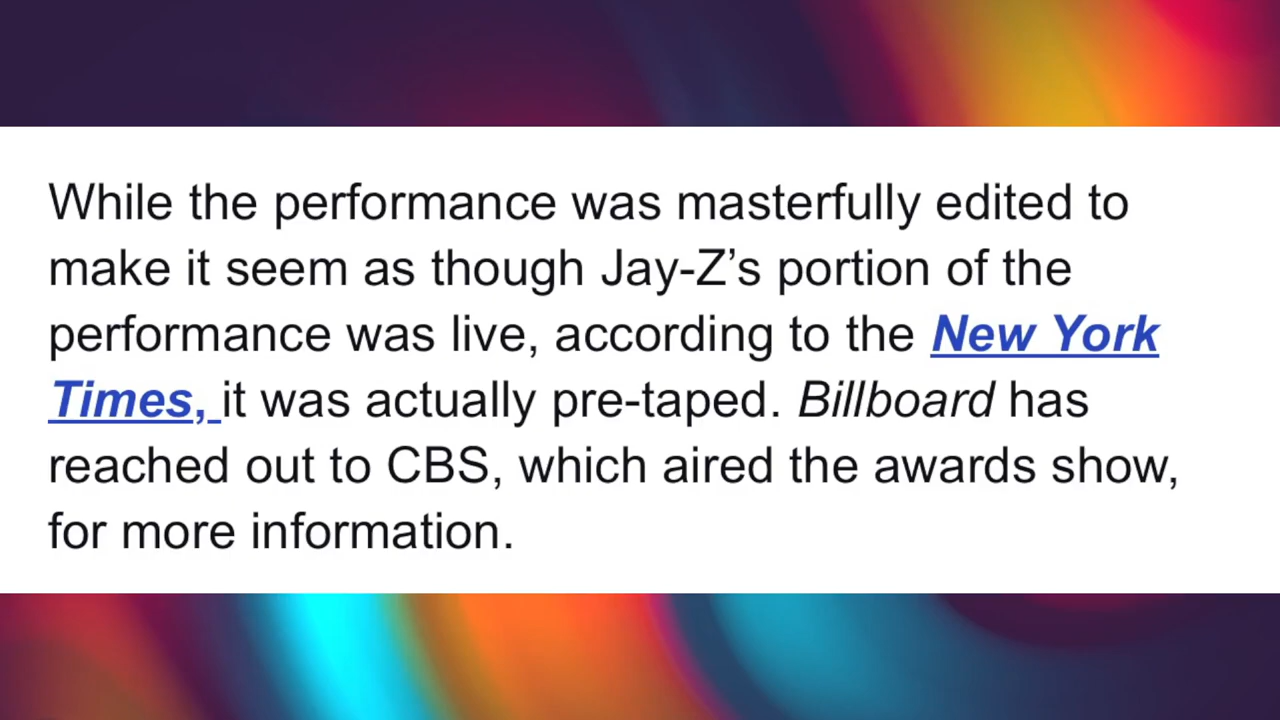 While the performance was masterfully edited to
make it seem as though Jay-Z’s portion of the
performance was live, according to the New York
Times, it was actually pre-taped. Billboard has
reached out to CBS, which aired the awards show,
for more information.